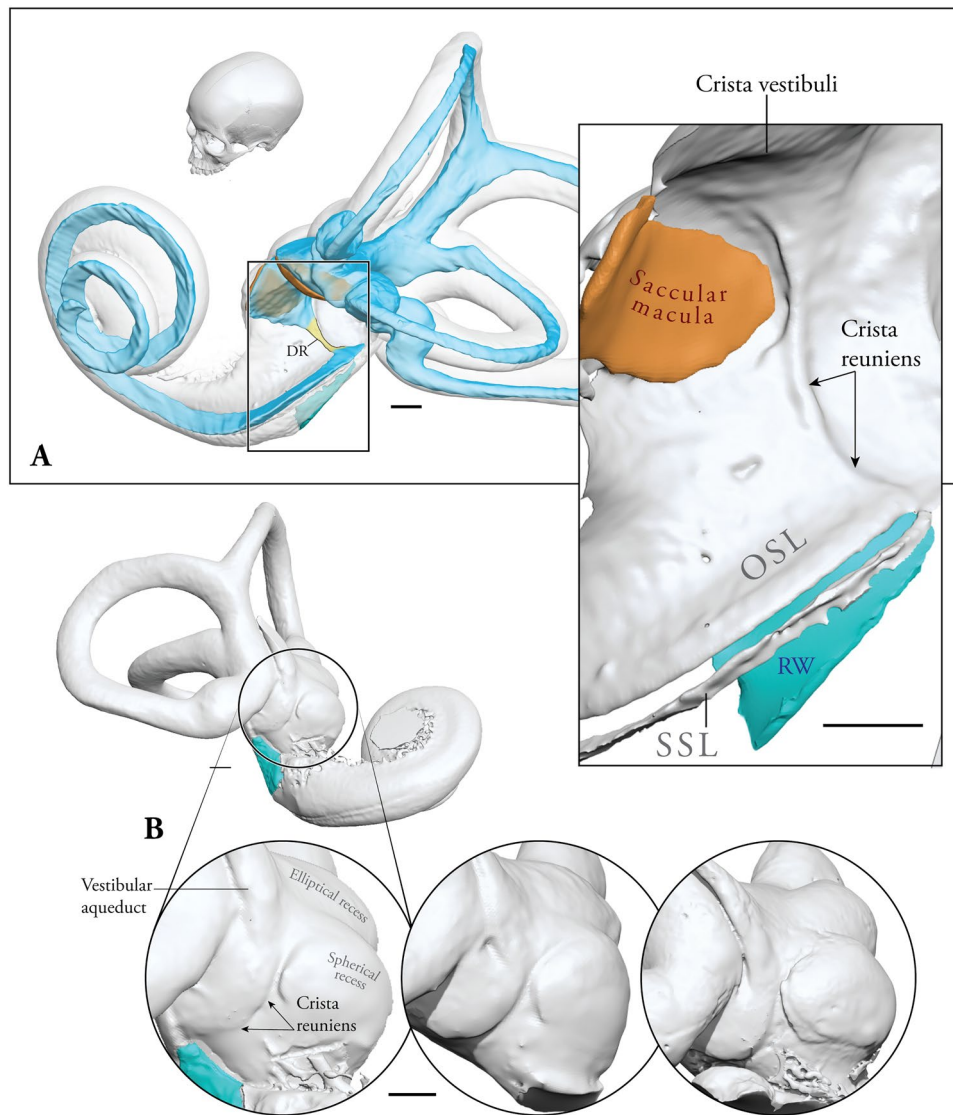 Crista vestibuli
Saccular
macula
Crista
reuniens
DR
A
OSL
RW
SSL
B
Vestibular
aqueduct
Elliptical recess
Spherical
recess
Crista
reuniens